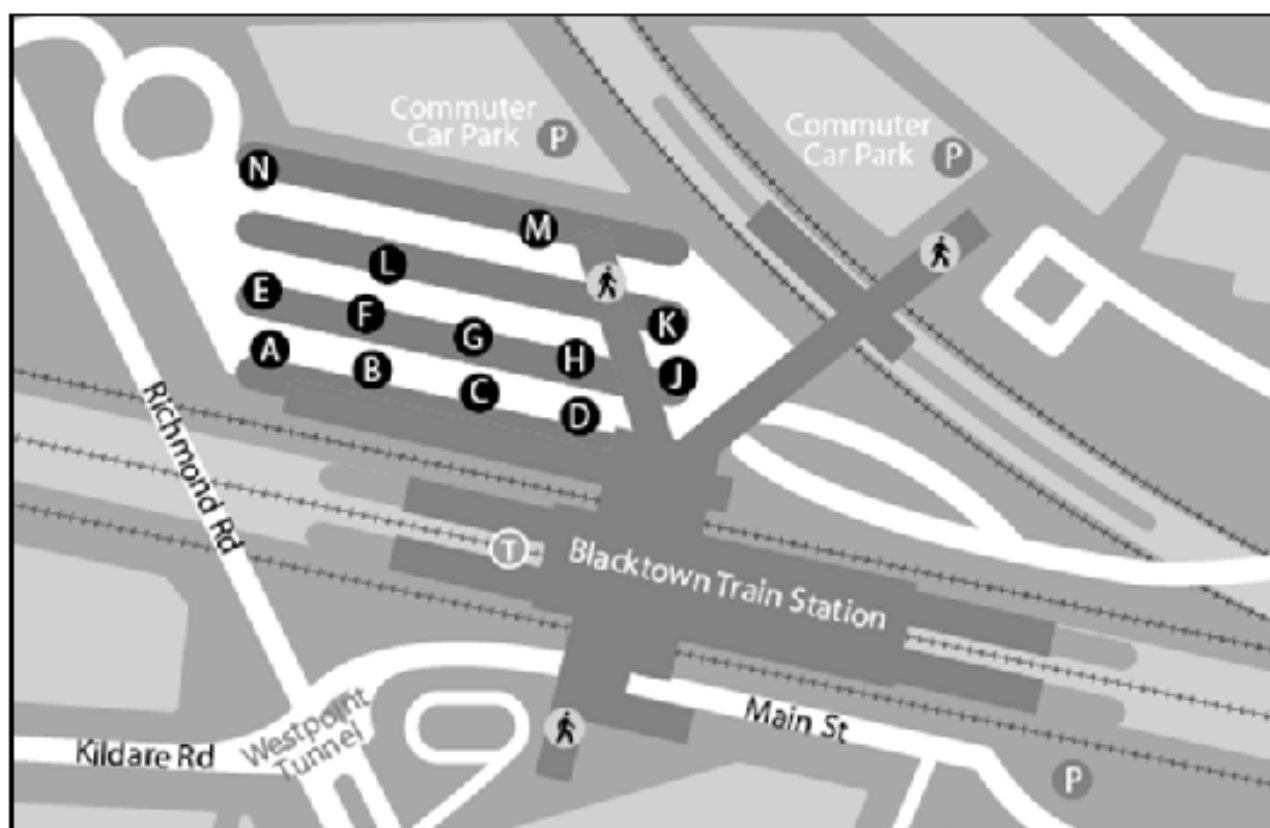 Commuter
Car Park P
Commuter
Car Park P
N
M
L
E
F
G
H
K
J
A
B
C
D
Richmond Rd
T
Blacktown Train Station
Westpoint
Tunnel
Kildare Rd
Main St
P